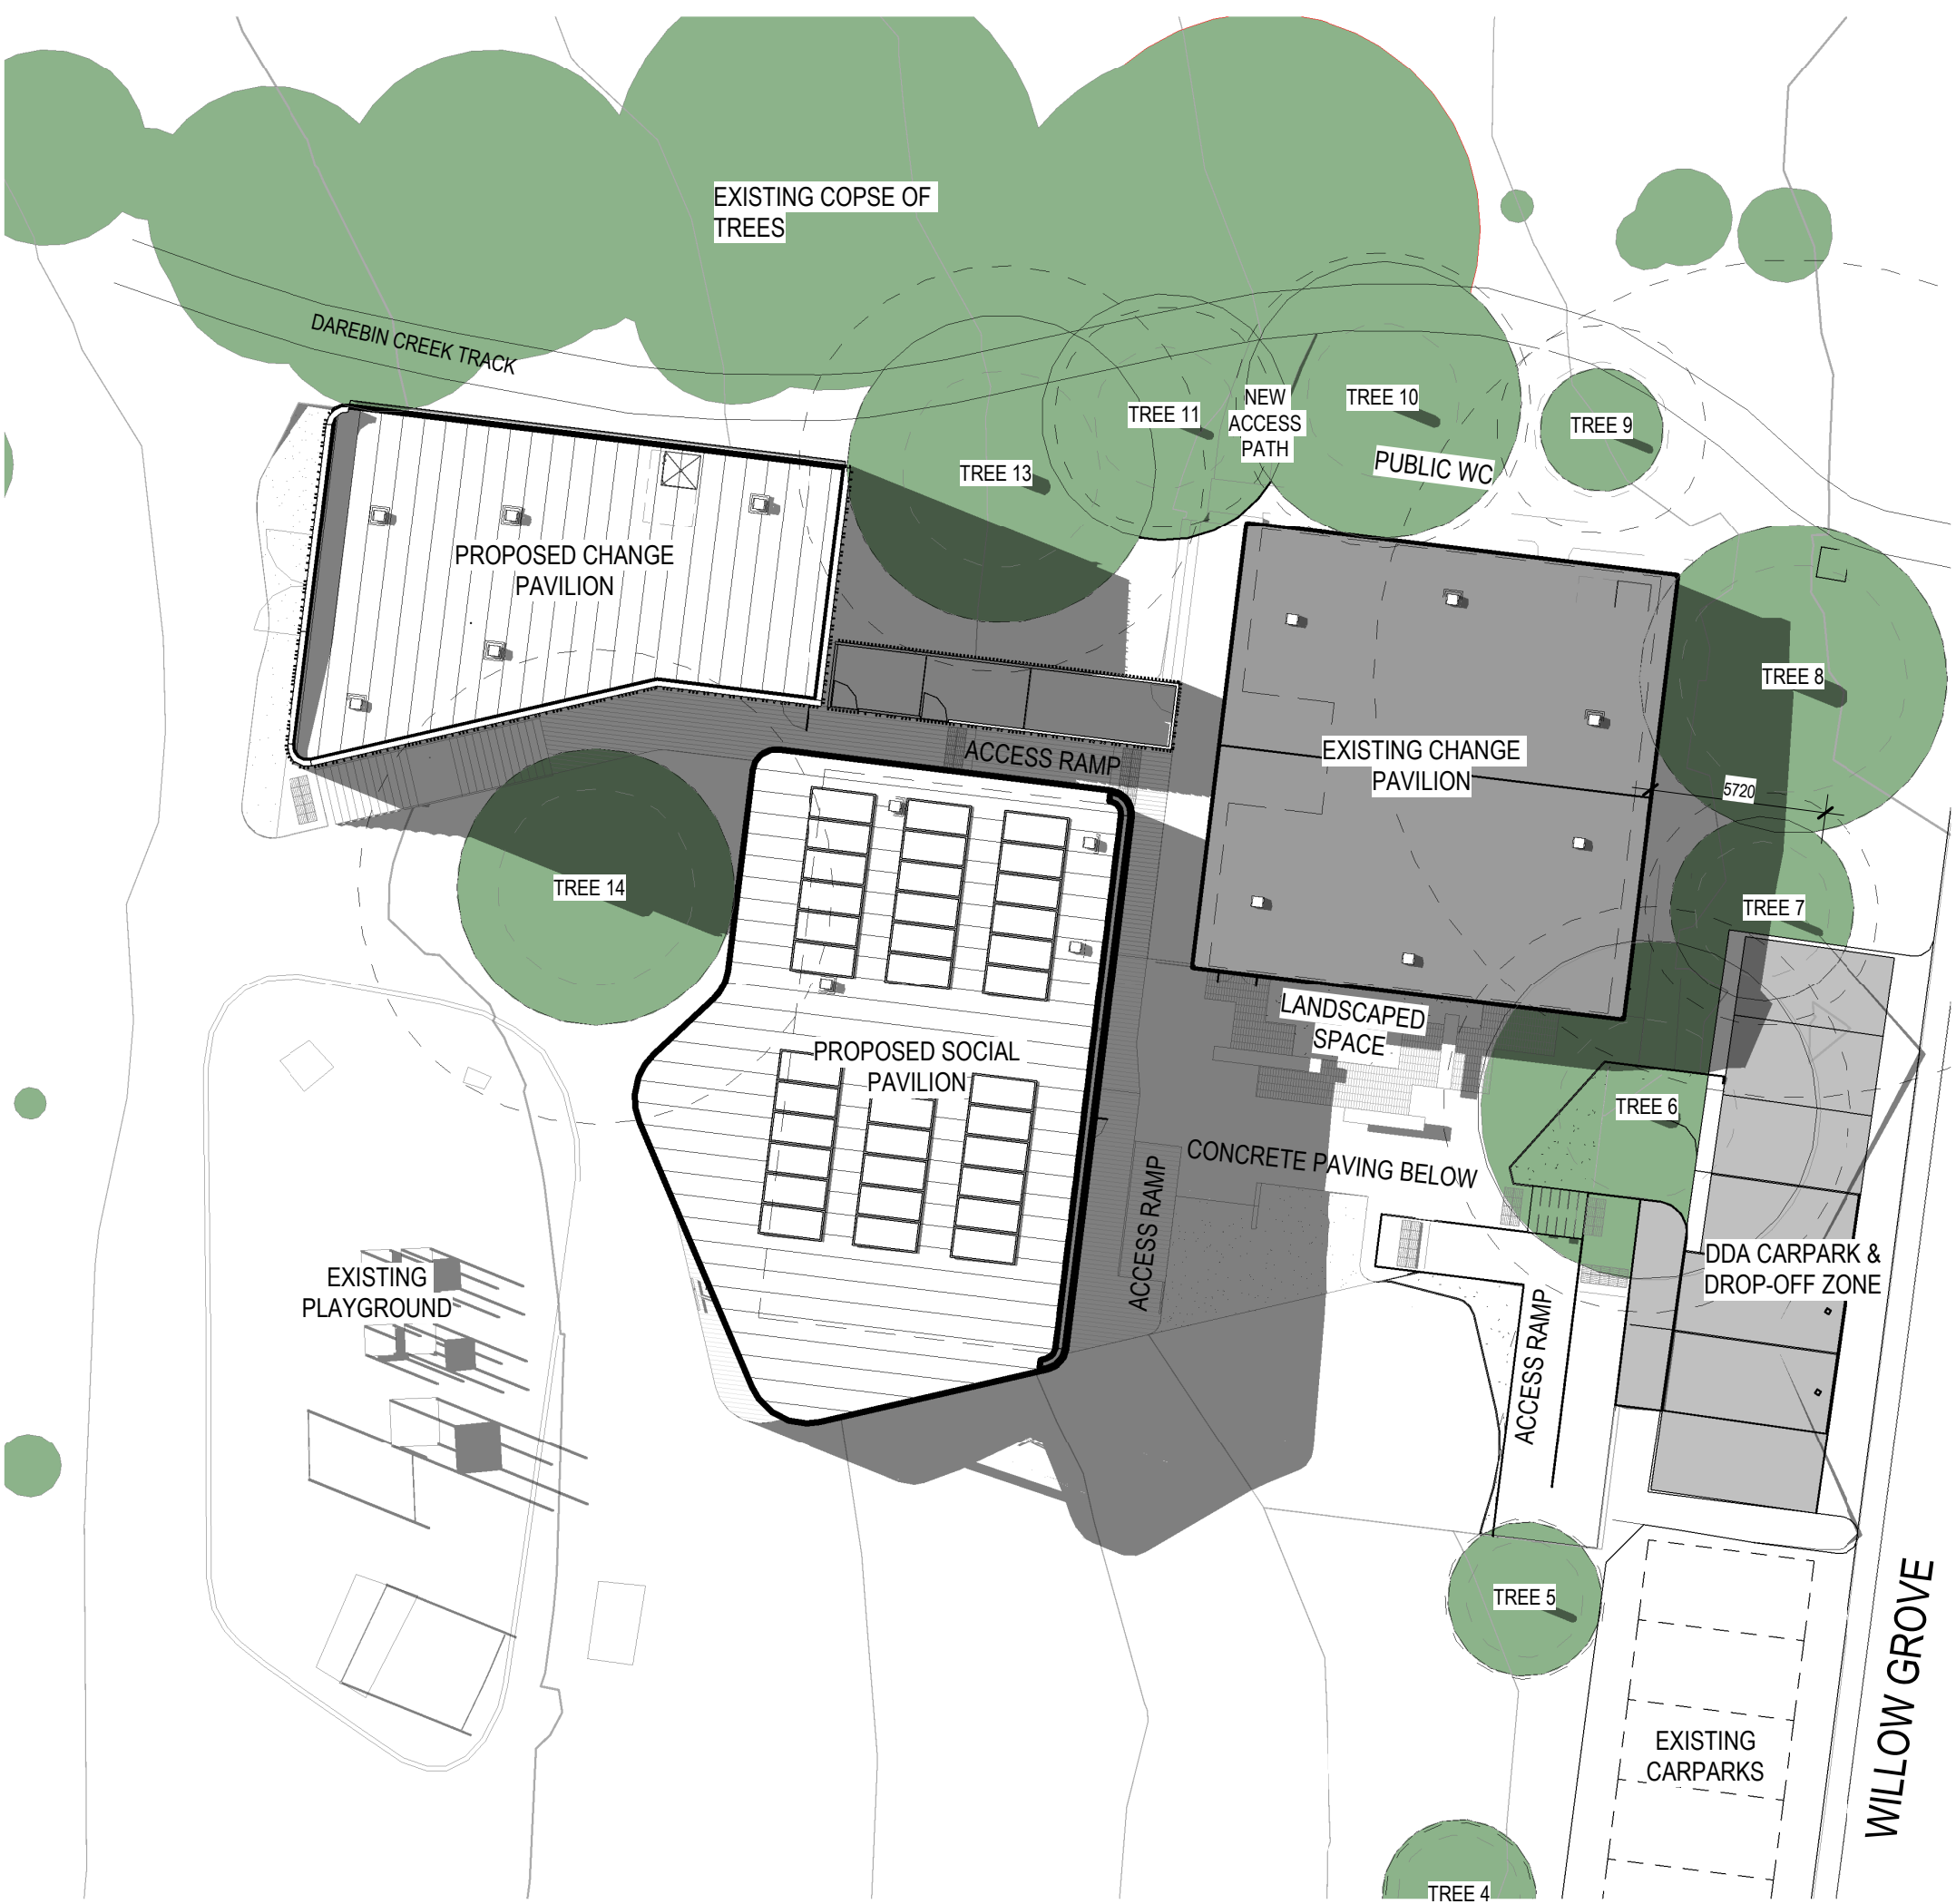 EXISTING COPSE OF
TREES
DAREBIN CREEK TRACK
TREE 13
TREE 11
NEW
ACCESS
PATH
TREE 10
TREE 9
PUBLIC WC
PROPOSED CHANGE
PAVILION
TREE 8
ACCESS RAMP
EXISTING CHANGE
PAVILION
5720
TREE 14
TREE 7
LANDSCAPED
SPACE
PROPOSED SOCIAL
PAVILION
TREE 6
CONCRETE PAVING BELOW
ACCESS RAMP
EXISTING
PLAYGROUND
DDA CARPARK &
DROP-OFF ZONE
ACCESS RAMP
TREE 5
WILLOW GROVE
EXISTING
CARPARKS
TREE 4